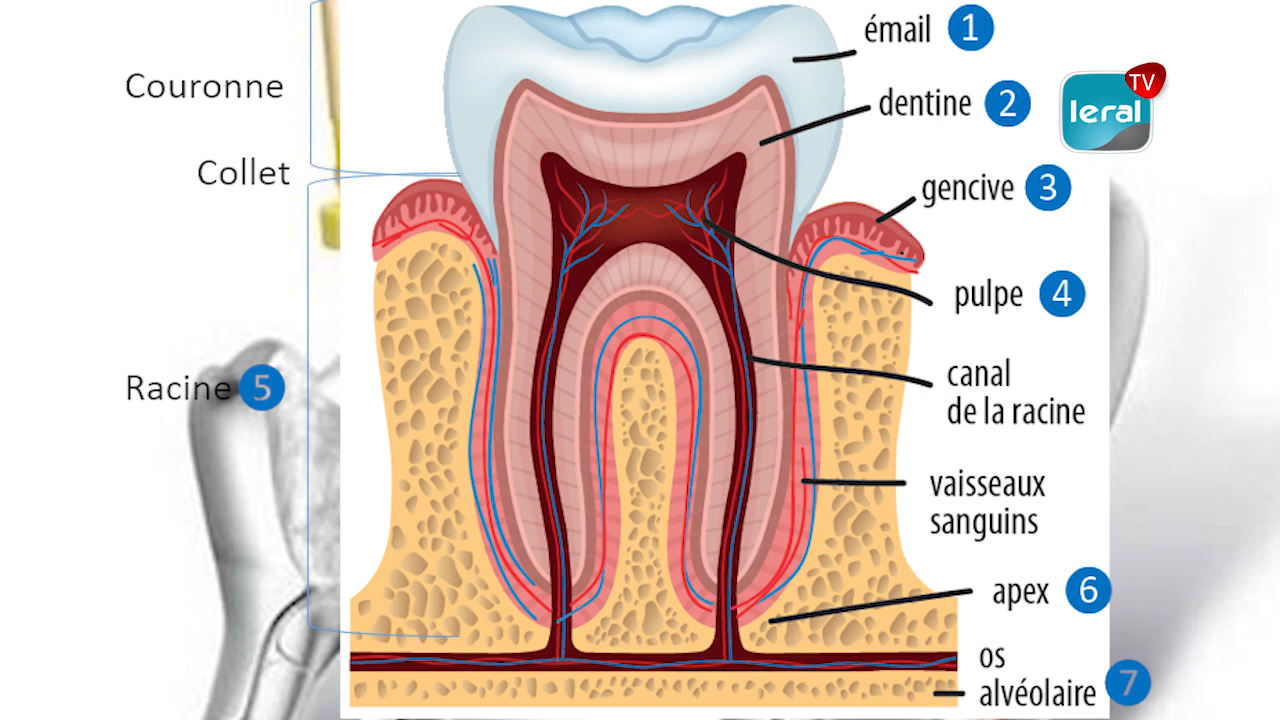 Couronne
Collet
Racine 5
émail 1
dentine 2
gencive 3
pulpe 4
canal
de la racine
vaisseaux
sanguins
apex 6
os
alvéolaire 7
leral TV